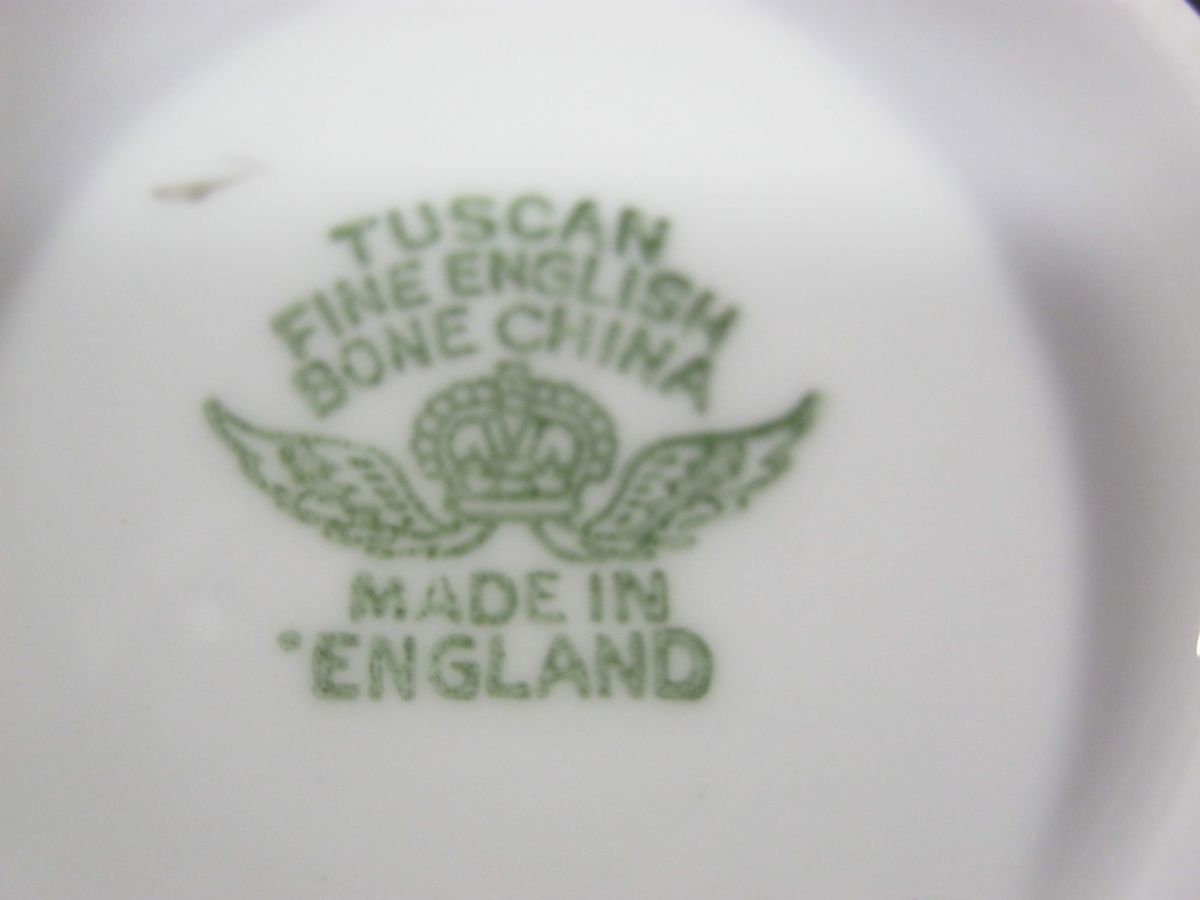 TUSCAN
FINE ENGLISH
BONE CHINA
MADE IN
ENGLAND